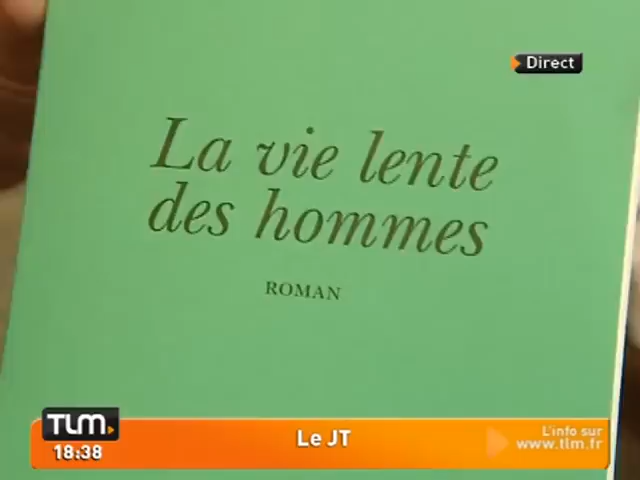 Direct
La vie lente
des hommes
ROMAN
TLM
18:38
Le JT
L'info sur
www.tlm.fr